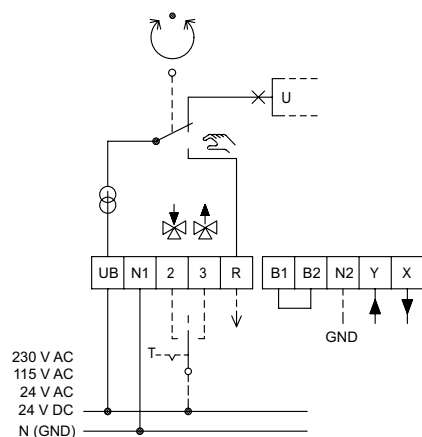 U
UB N1 2 3 R B1 B2 N2 Y X
GND
T
230 V AC
115 V AC
24 V AC
24 V DC
N (GND)